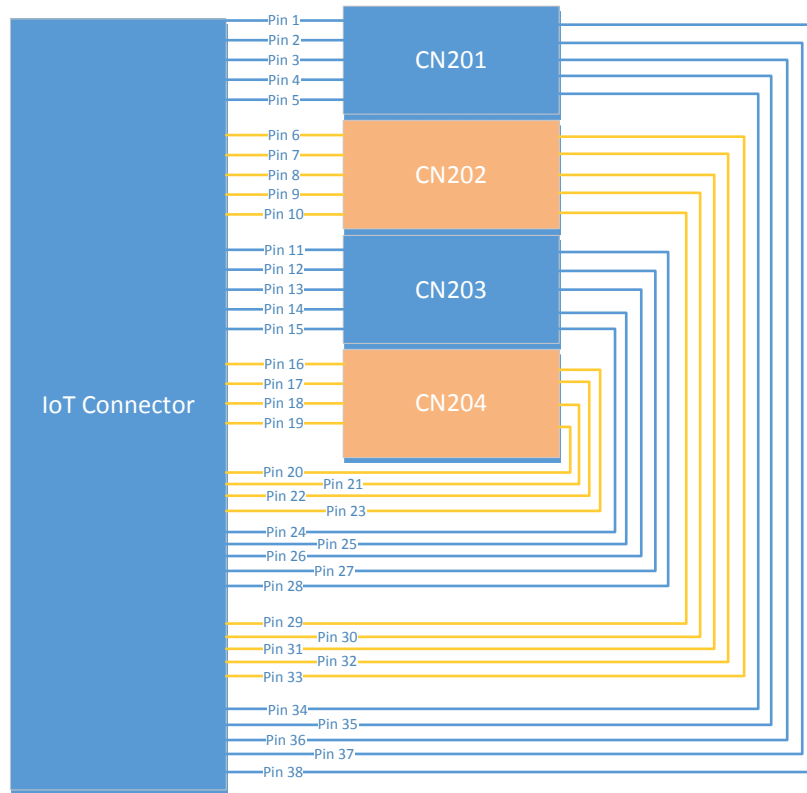 Pin 1
Pin 2
Pin 3
Pin 4
Pin 5
CN201
Pin 6
Pin 7
Pin 8
Pin 9
Pin 10
CN202
Pin 11
Pin 12
Pin 13
Pin 14
Pin 15
CN203
Pin 16
Pin 17
Pin 18
Pin 19
CN204
IoT Connector
Pin 20
Pin 21
Pin 22
Pin 23
Pin 24
Pin 25
Pin 26
Pin 27
Pin 28
Pin 29
Pin 30
Pin 31
Pin 32
Pin 33
Pin 34
Pin 35
Pin 36
Pin 37
Pin 38